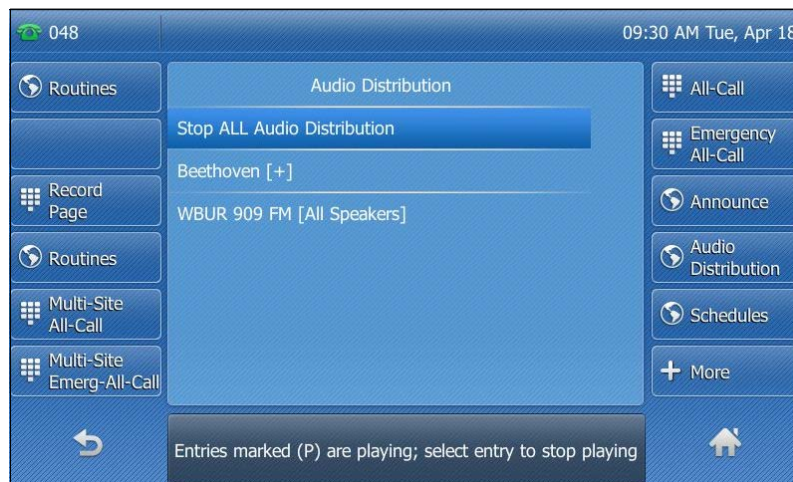 048
09:30 AM Tue, Apr 18
Routines
Record
Page
Routines
Multi-Site
All-Call
Multi-Site
Emerg-All-Call
Audio Distribution
Stop ALL Audio Distribution
Beethoven [+]
WBUR 909 FM [All Speakers]
All-Call
Emergency
All-Call
Announce
Audio
Distribution
Schedules
More
Entries marked (P) are playing; select entry to stop playing